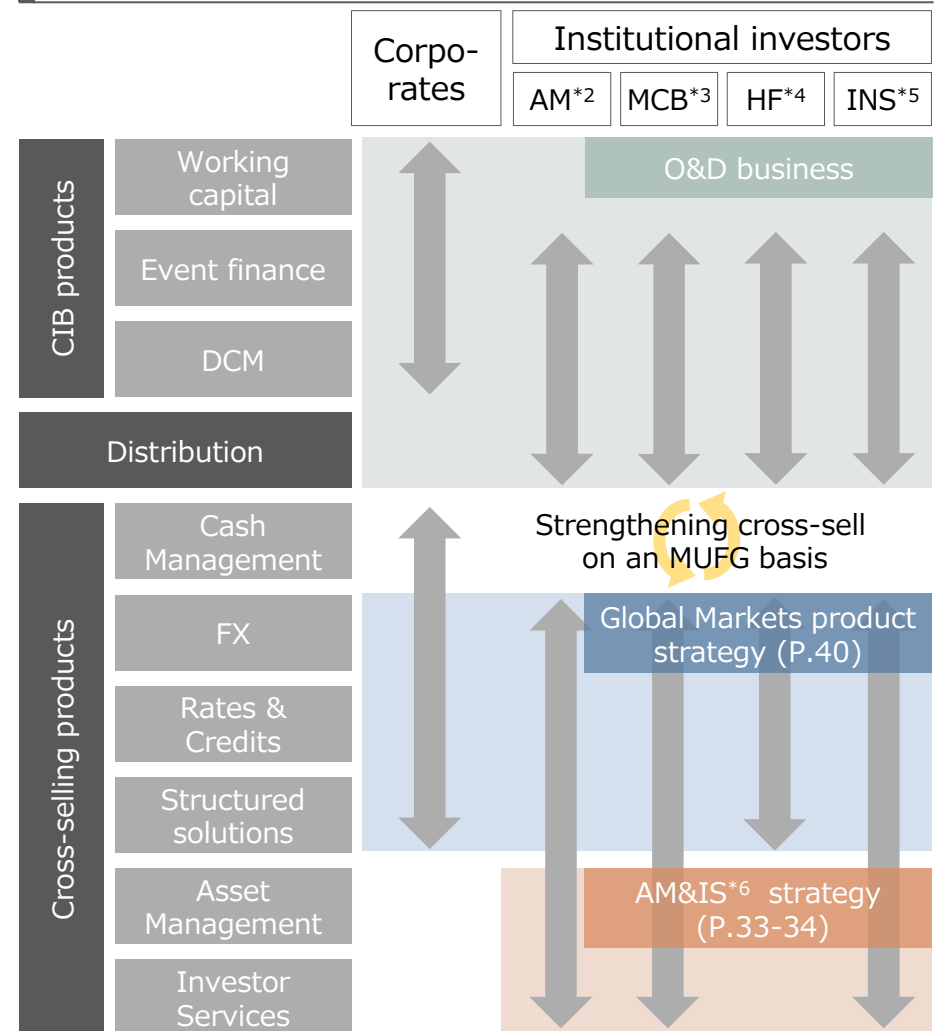 Corpo-
rates
Institutional investors
AM*2
MCB*3
HF*4
INS*5
CIB products
Working
capital
O&D business
Event finance
DCM
Distribution
Cross-selling products
Cash
Management
Strengthening cross-sell
on an MUFG basis
FX
Global Markets product
strategy (P.40)
Rates &
Credits
Structured
solutions
Asset
Management
AM&IS*6 strategy
(P.33-34)
Investor
Services